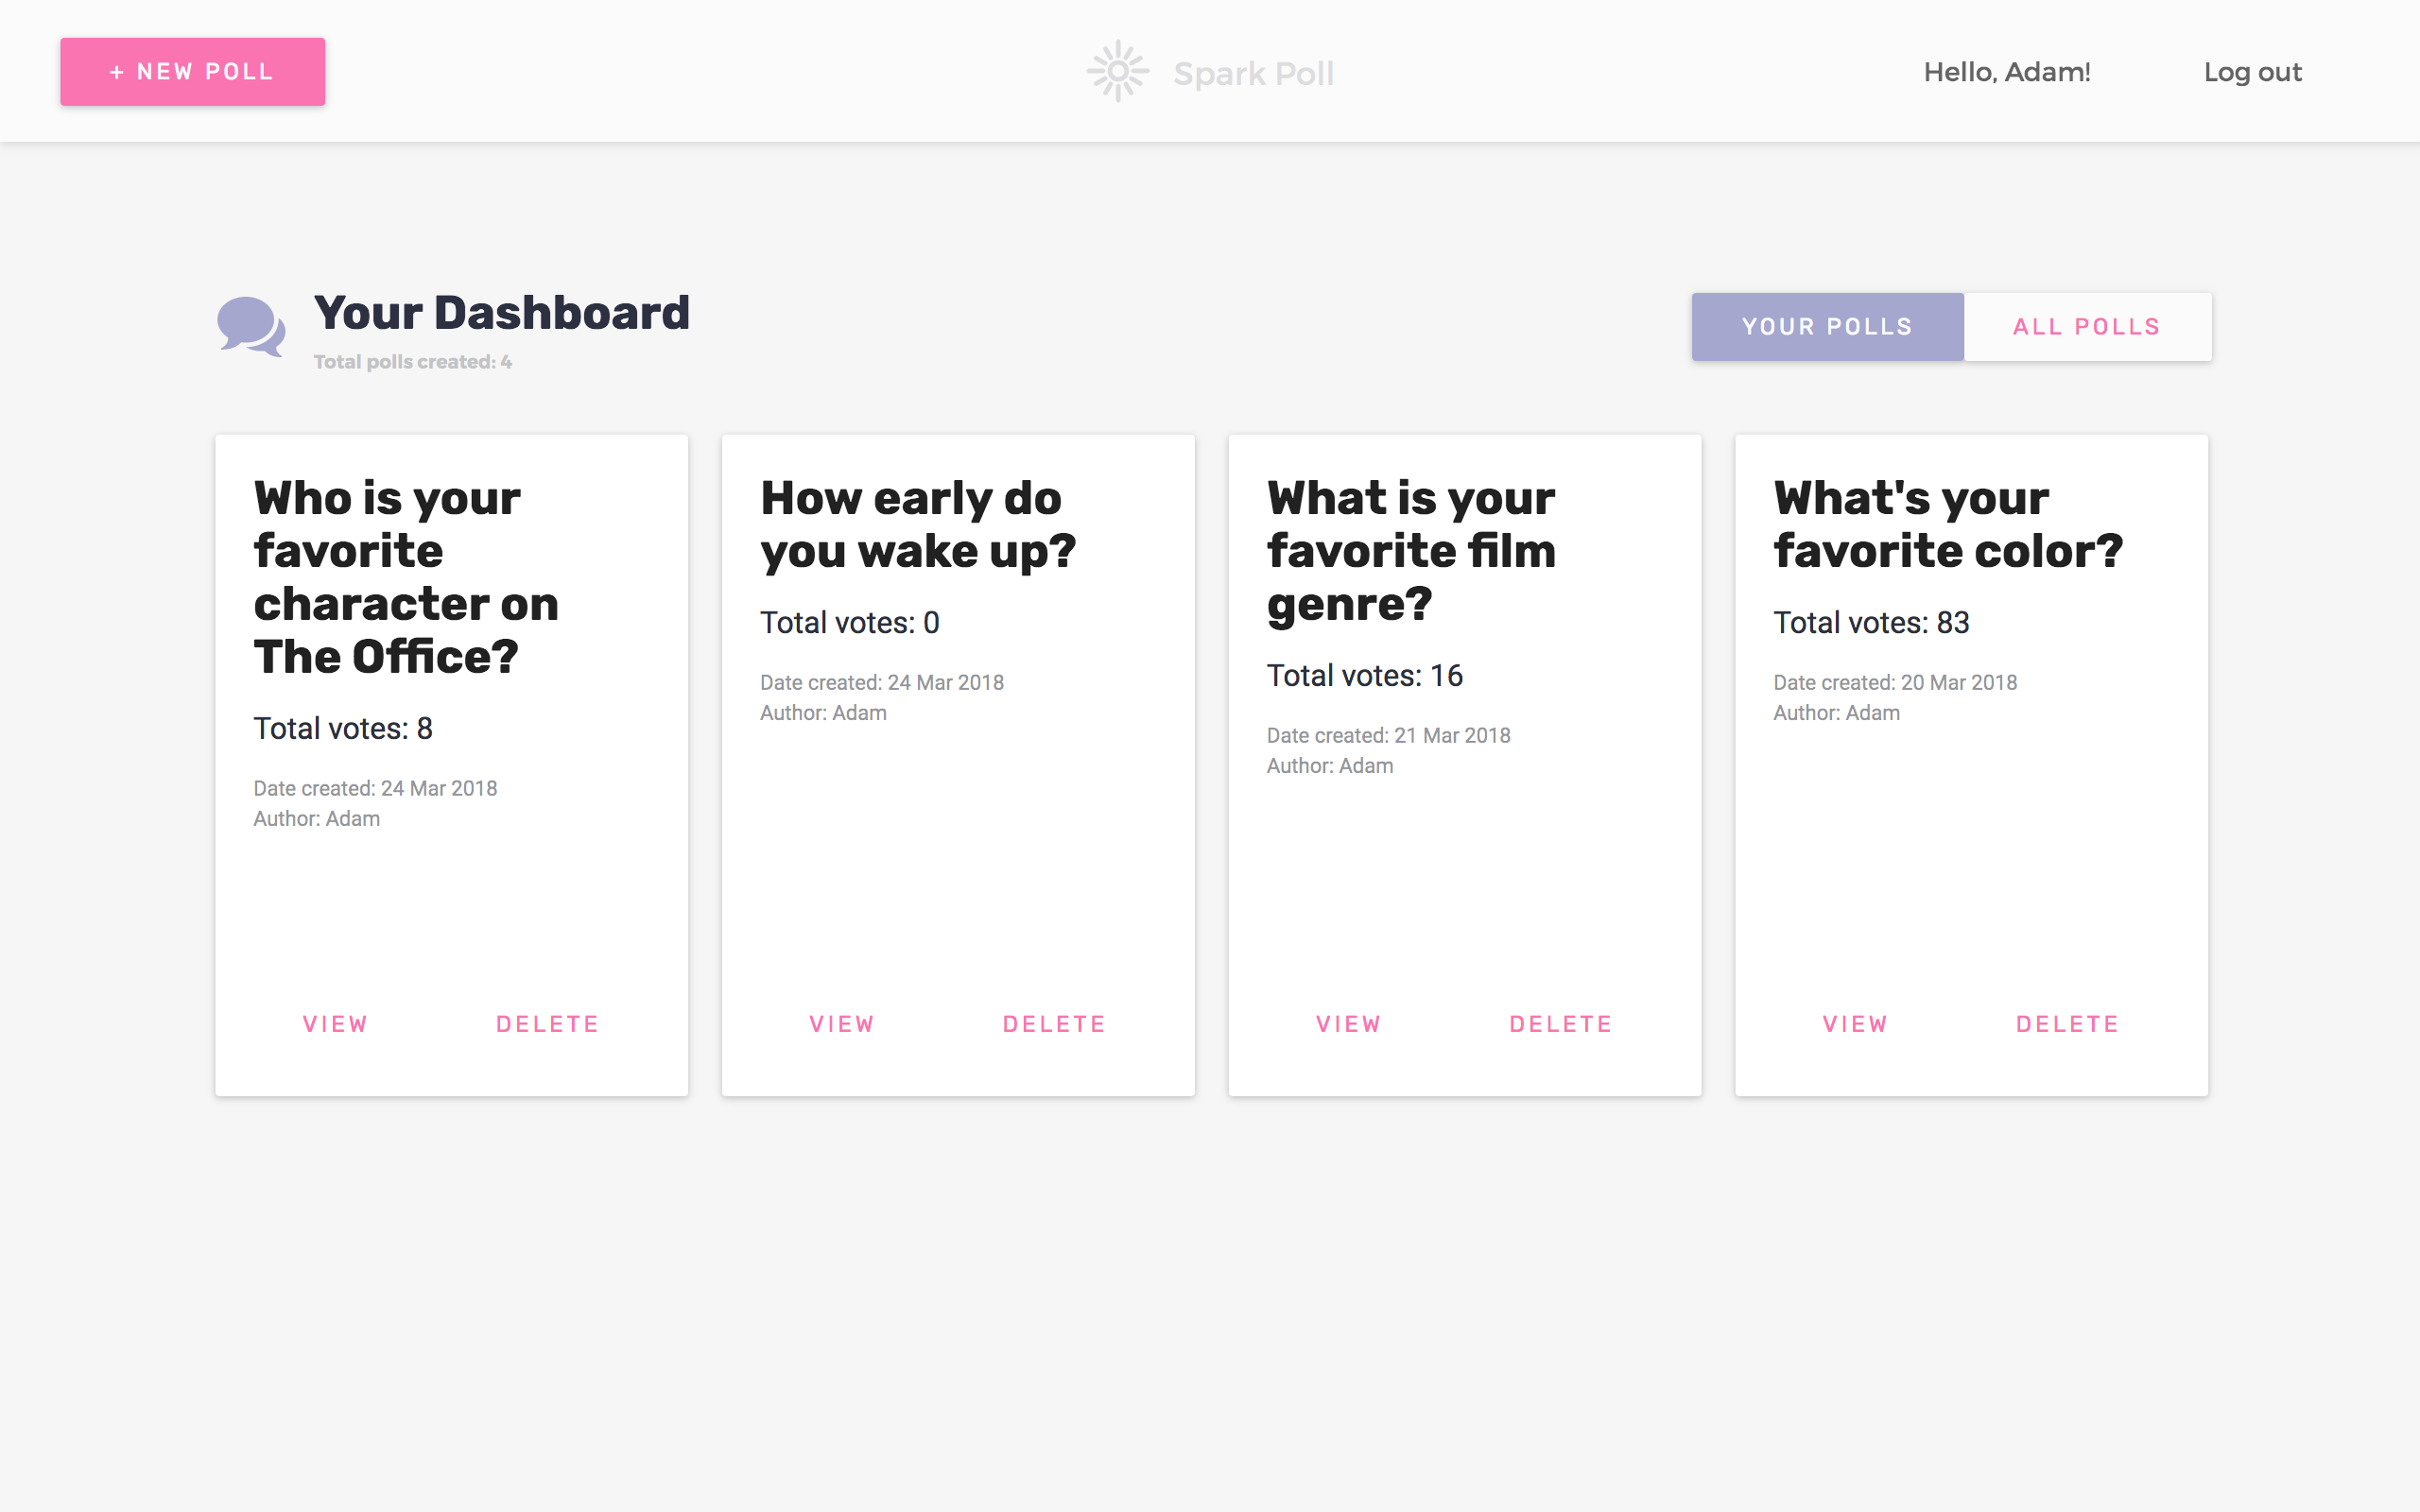 + NEW POLL
Spark Poll
Hello, Adam!
Log out
Your Dashboard
Total polls created: 4
YOUR POLLS
ALL POLLS
Who is your
favorite
character on
The Office?
Total votes: 8
Date created: 24 Mar 2018
Author: Adam
VIEW
DELETE
How early do
you wake up?
Total votes: 0
Date created: 24 Mar 2018
Author: Adam
VIEW
DELETE
What is your
favorite film
genre?
Total votes: 16
Date created: 21 Mar 2018
Author: Adam
VIEW
DELETE
What's your
favorite color?
Total votes: 83
Date created: 20 Mar 2018
Author: Adam
VIEW
DELETE